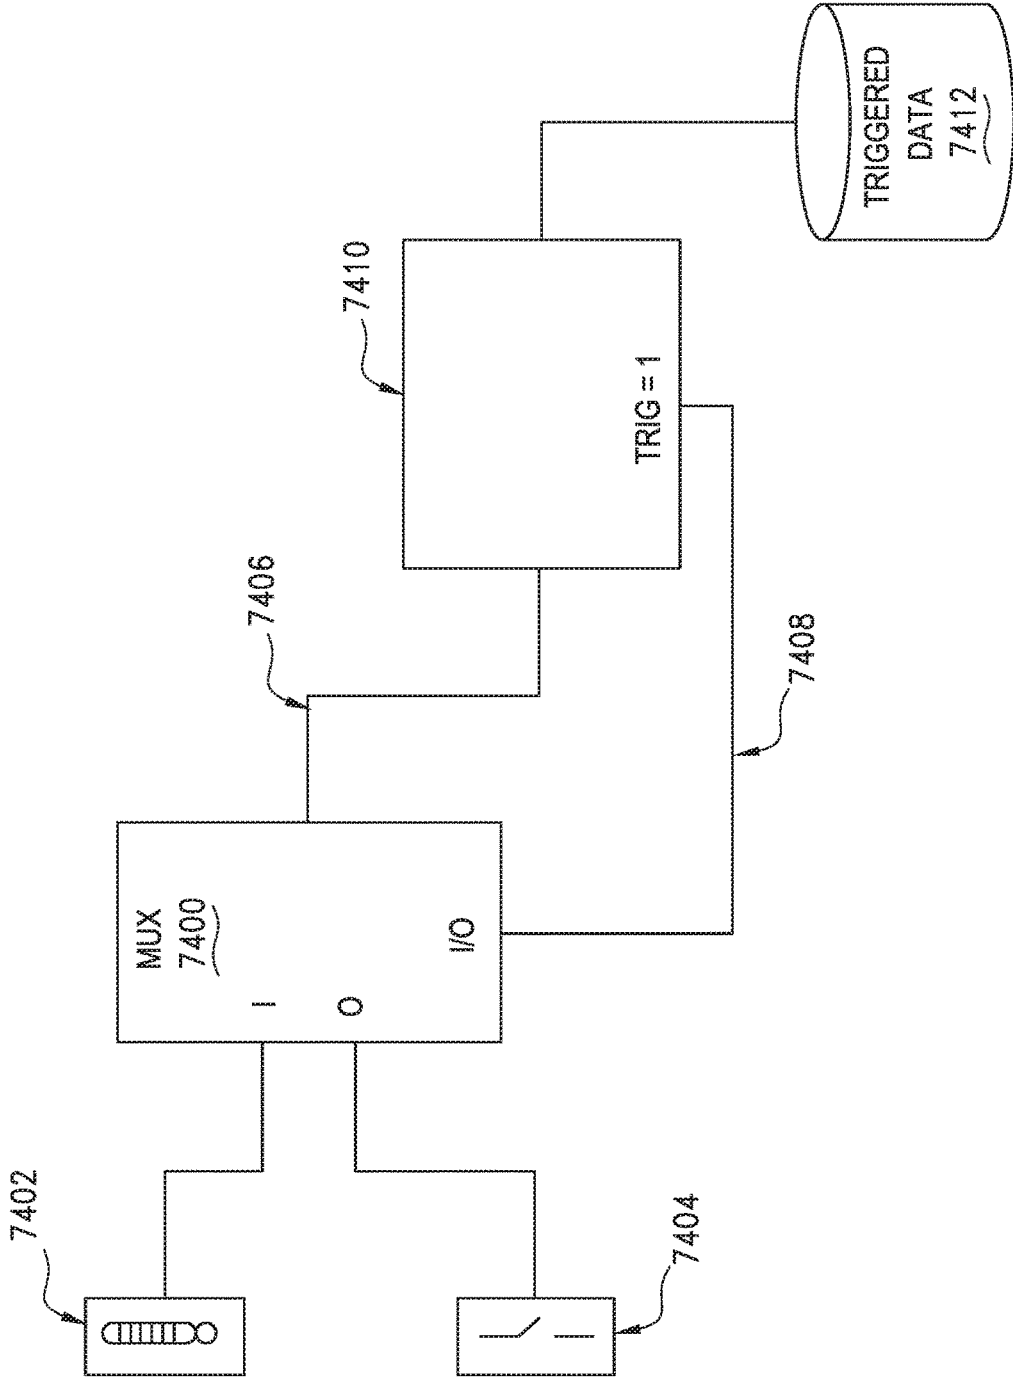 7402
7404
MUX
7400
I
O
I/O
7406
7408
7410
TRIG = 1
TRIGGERED
DATA
7412